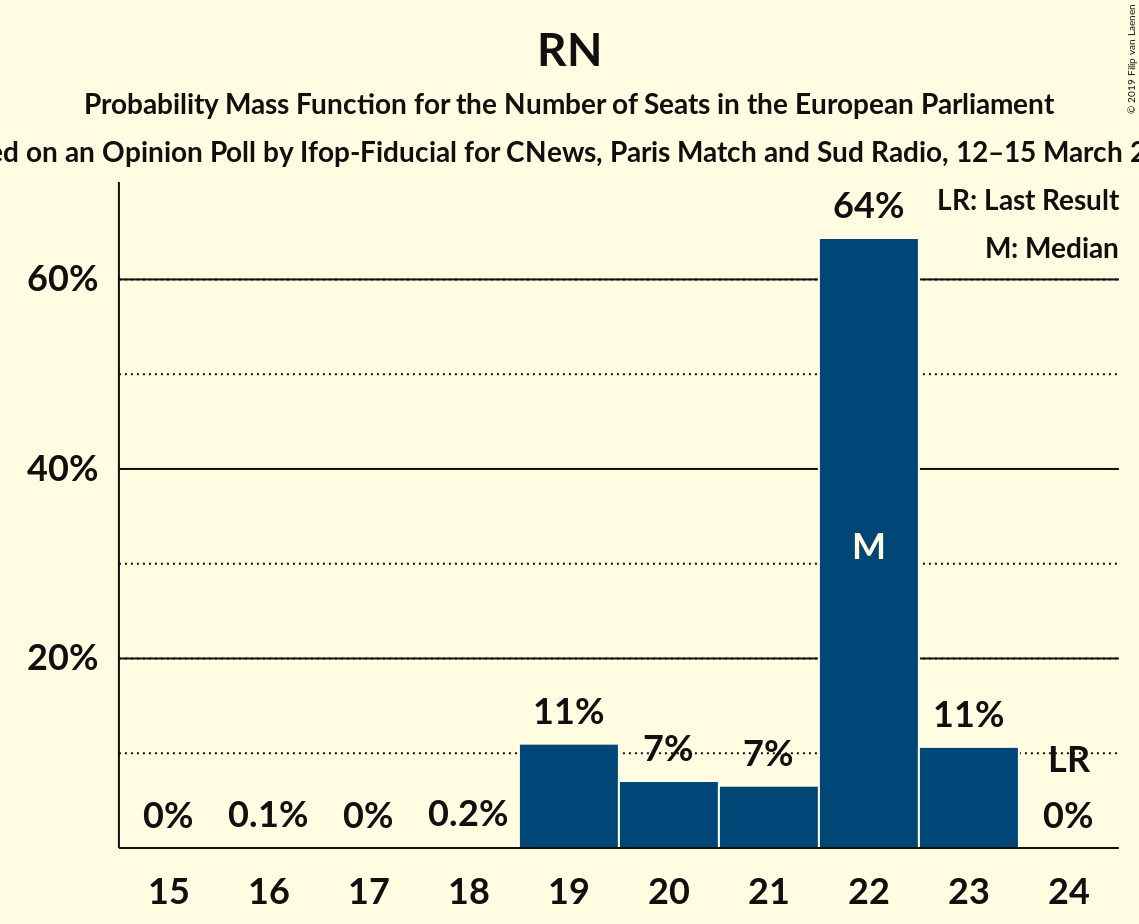 RN
Probability Mass Function for the Number of Seats in the European Parliament
on an Opinion Poll by Ifop-Fiducial for CNews, Paris Match and Sud Radio, 12–15 March
© 2019 Filip van Laenen
LR: Last Result
M: Median
60%
40%
20%
0%
0.1%
0%
0.2%
11%
7%
7%
64%
M
11%
LR
0%
15 16 17 18 19 20 21 22 23 24